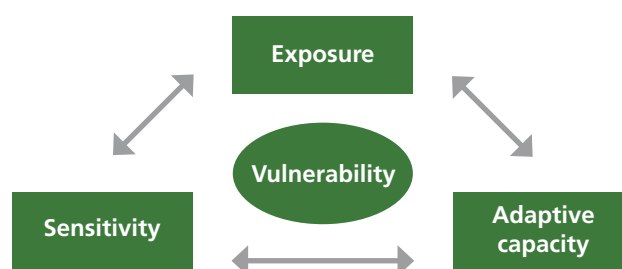 Exposure
Vulnerability
Sensitivity
Adaptive
capacity